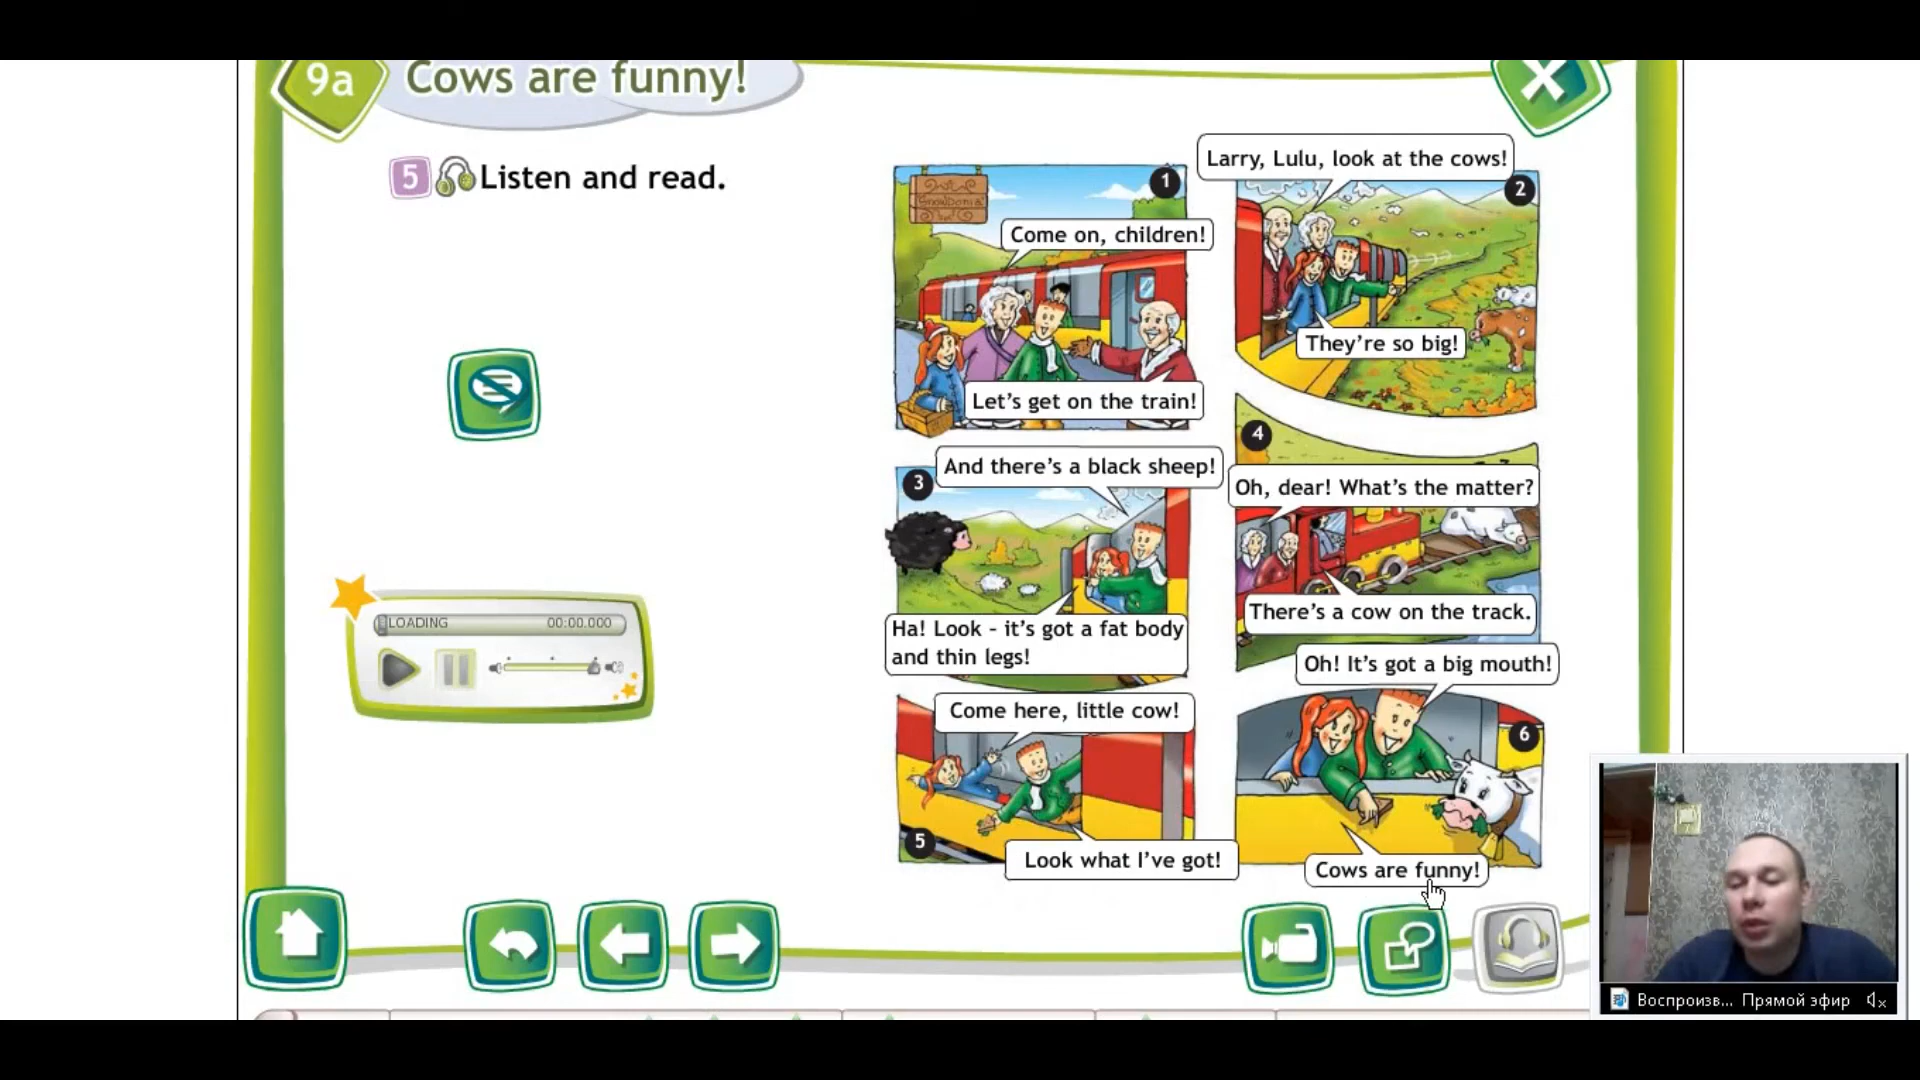 9a
Cows are funny!
5
Listen and read.
LOADING
00:00.000
1
Snowdonia
Come on, children!
Let's get on the train!
2
Larry, Lulu, look at the cows!
They're so big!
3
And there's a black sheep!
Ha! Look - it's got a fat body
and thin legs!
4
Oh, dear! What's the matter?
There's a cow on the track.
5
Come here, little cow!
Look what I've got!
6
Oh! It's got a big mouth!
Cows are funny!
Воспроизв... Прямой эфир